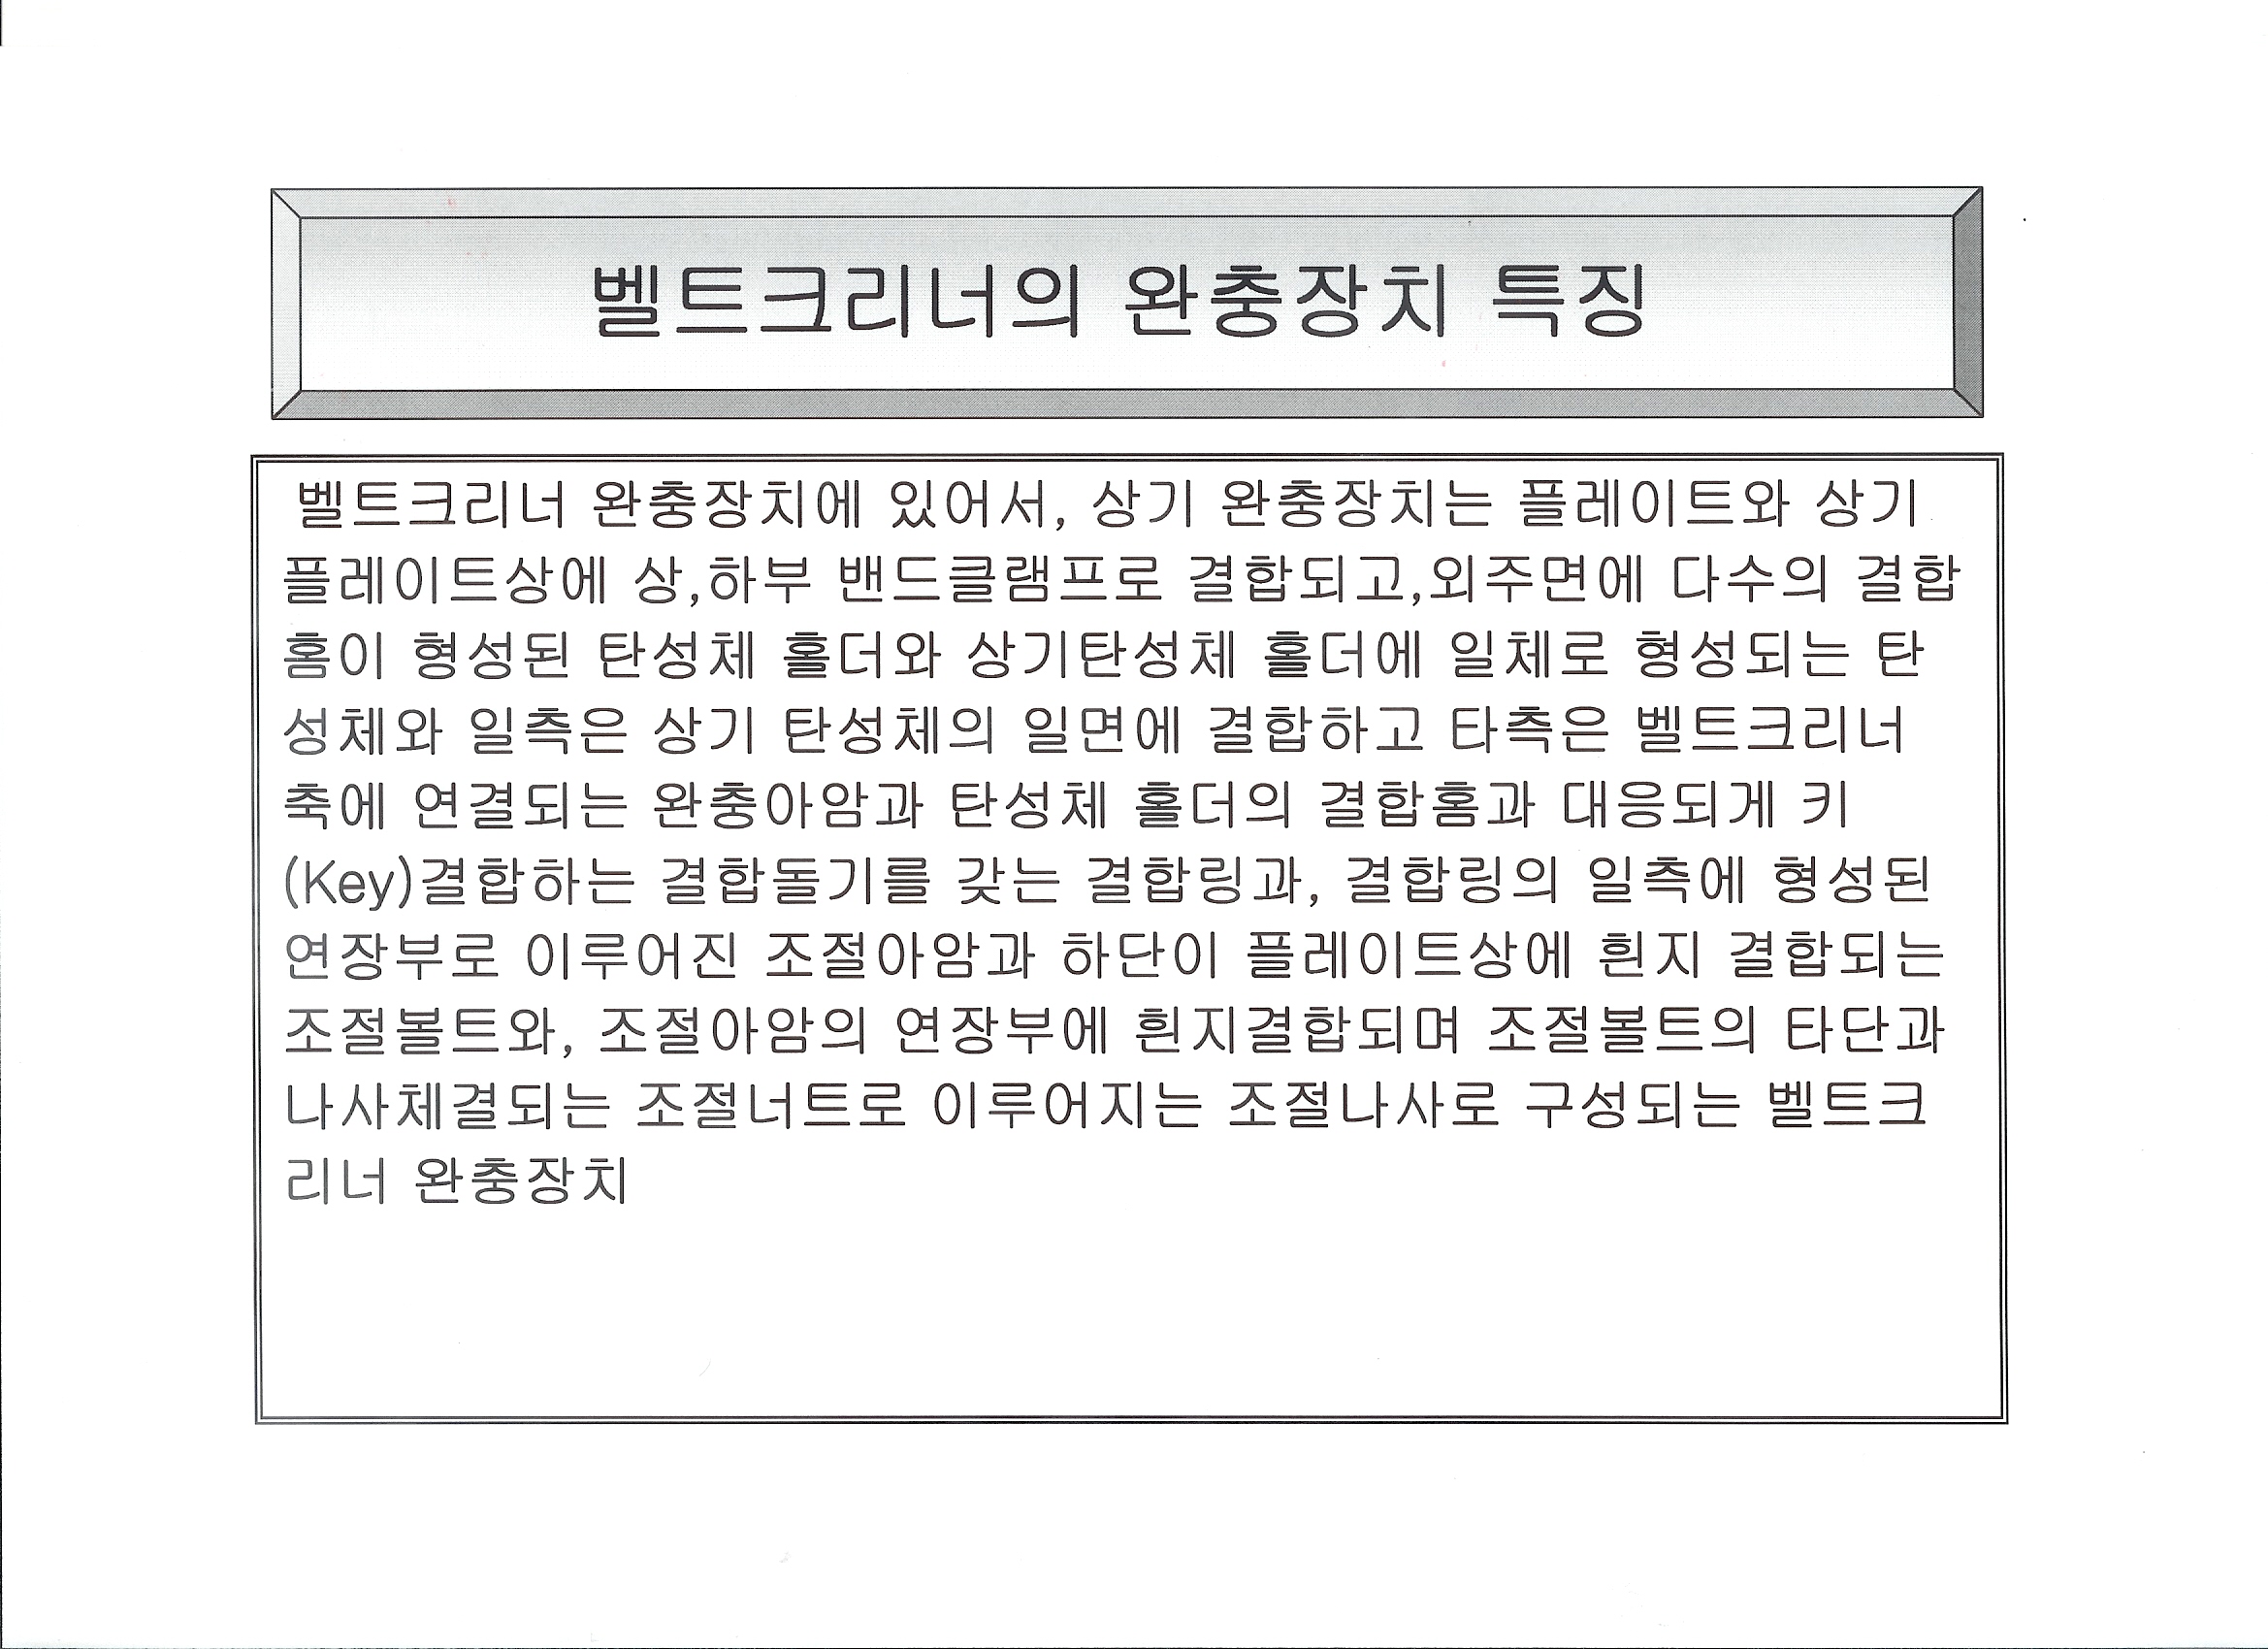 벨트크리너의 완충장치 특징
벨트크리너 완충장치에 있어서, 상기 완충장치는 플레이트와 상기
플레이트상에 상,하부 밴드클램프로 결합되고,외주면에 다수의 결합
홈이 형성된 탄성체 홀더와 상기탄성체 홀더에 일체로 형성되는 탄
성체와 일측은 상기 탄성체의 일면에 결합하고 타측은 벨트크리너
축에 연결되는 완충아암과 탄성체 홀더의 결합홈과 대응되게 키
(Key)결합하는 결합돌기를 갖는 결합링과, 결합링의 일측에 형성된
연장부로 이루어진 조절아암과 하단이 플레이트상에 흰지 결합되는
조절볼트와, 조절아암의 연장부에 흰지결합되며 조절볼트의 타단과
나사체결되는 조절너트로 이루어지는 조절나사로 구성되는 벨트크
리너 완충장치